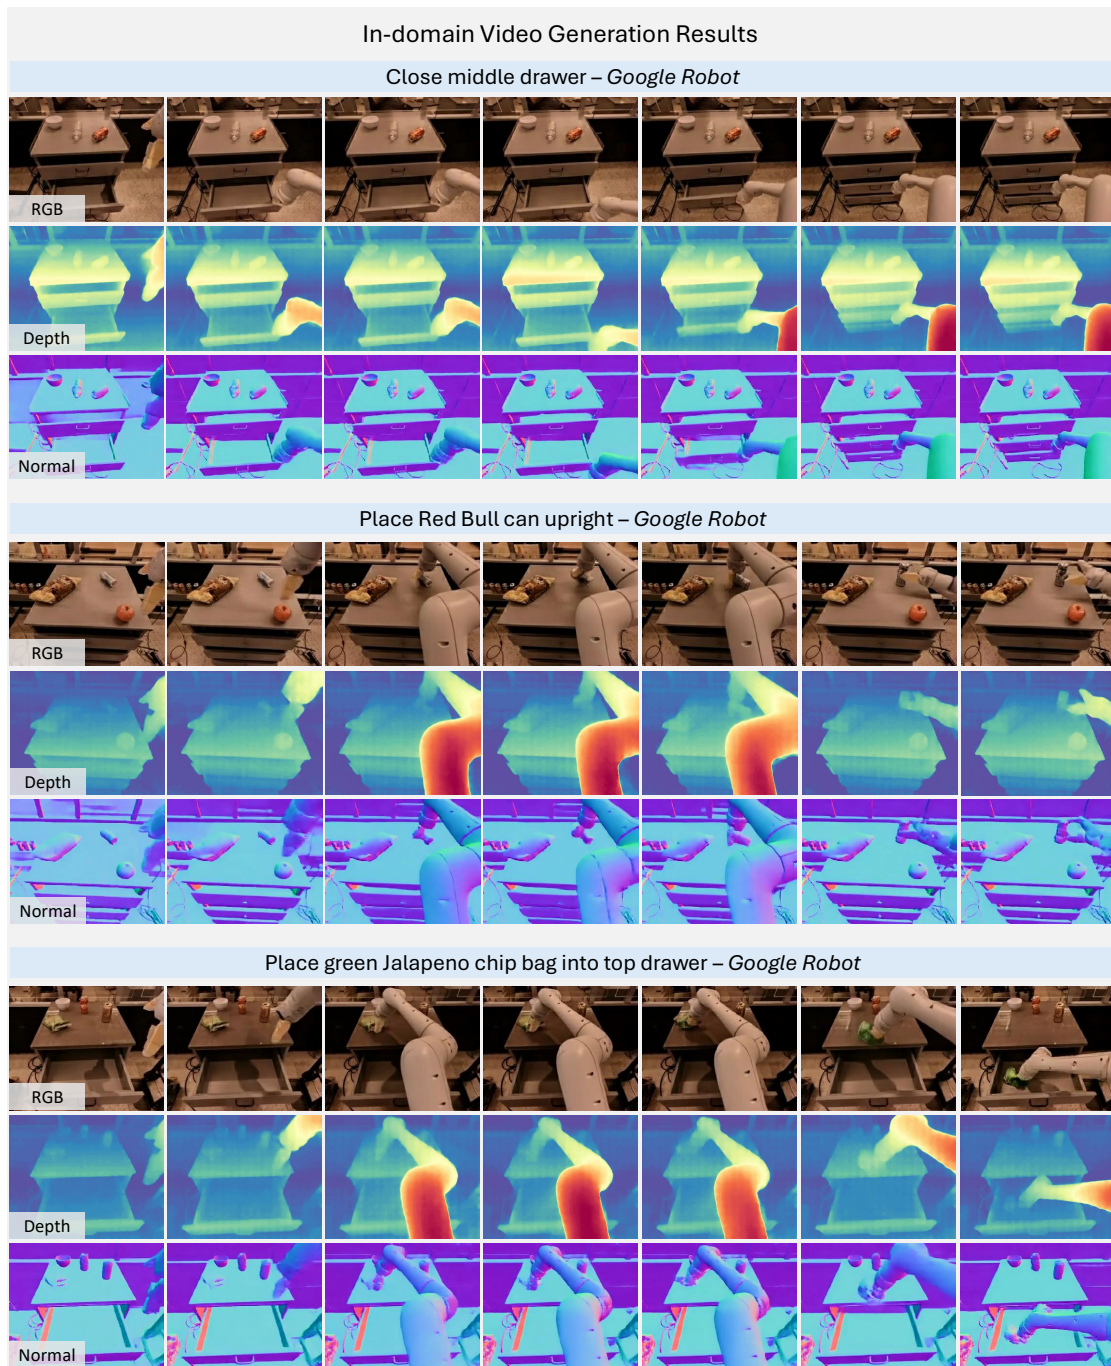 In-domain Video Generation Results
Close middle drawer – Google Robot
RGB
Depth
Normal
Place Red Bull can upright – Google Robot
RGB
Depth
Normal
Place green Jalapeno chip bag into top drawer – Google Robot
RGB
Depth
Normal